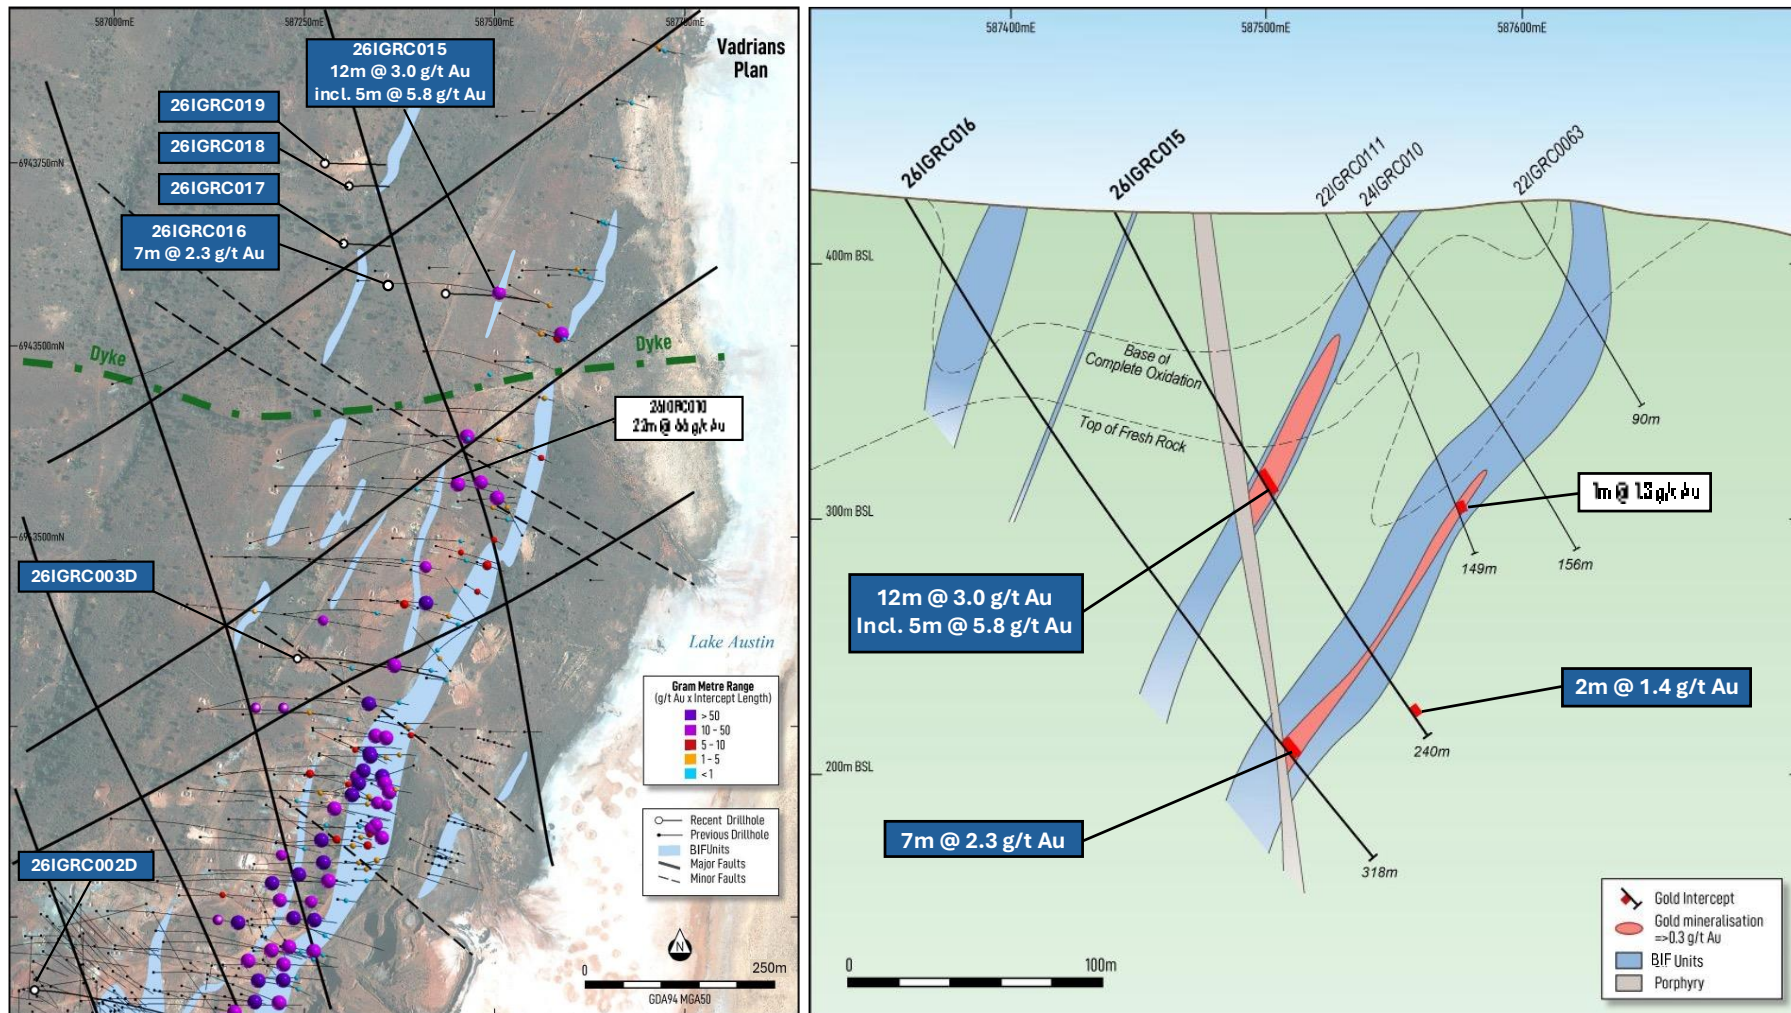 587000mE
587250mE
587500mE
Vadrians
Plan
26IGRC015
12m @ 3.0 g/t Au
incl. 5m @ 5.8 g/t Au
26IGRC019
26IGRC018
26IGRC017
26IGRC016
7m @ 2.3 g/t Au
6943750mN
6943500mN
Dyke
Dyke
26IGRC003D
Lake Austin
Gram Metre Range
(g/t Au x Intercept Length)
> 50
10 - 50
5 - 10
1 - 5
< 1
Recent Drillhole
Previous Drillhole
BIF Units
Major Faults
Minor Faults
26IGRC002D
N
0
250m
GDA94 MGA50
587400mE
587500mE
587600mE
26IGRC016
26IGRC015
22IGRC0111
24IGRC010
22IGRC0063
400m BSL
300m BSL
200m BSL
Base of
Complete Oxidation
Top of Fresh Rock
90m
149m
156m
12m @ 3.0 g/t Au
Incl. 5m @ 5.8 g/t Au
2m @ 1.4 g/t Au
240m
7m @ 2.3 g/t Au
318m
0
100m
Gold Intercept
Gold mineralisation
=>0.3 g/t Au
BIF Units
Porphyry